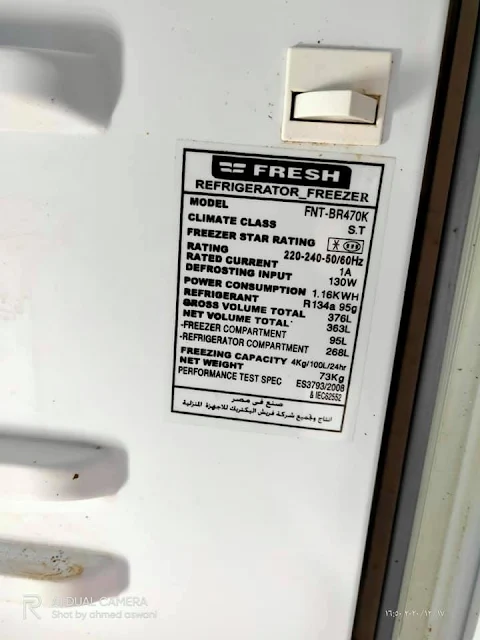 FRESH
REFRIGERATOR_FREEZER
MODEL FNT-BR470K
CLIMATE CLASS S.T
FREEZER STAR RATING
RATING 220-240-50/60Hz
RATED CURRENT 1A
DEFROSTING INPUT 130W
POWER CONSUMPTION 1.16KWH
REFRIGERANT R134a 95g
GROSS VOLUME TOTAL 376L
NET VOLUME TOTAL 363L
-FREEZER COMPARTMENT 95L
-REFRIGERATOR COMPARTMENT 268L
FREEZING CAPACITY 4Kg/100L/24hr
NET WEIGHT 73Kg
PERFORMANCE TEST SPEC ES3793/2008
& IEC62552
صنع فى مصر
انتاج وتجميع شركة فريش اليكتريك للأجهزة المنزلية
DUAL CAMERA
Shot by ahmed aswani